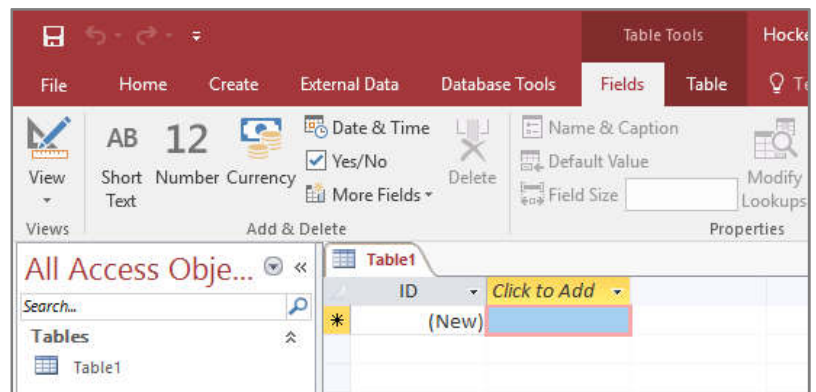 Table Tools Hocke
File Home Create External Data Database Tools Fields Table Te
AB 12 Date & Time Name & Caption
Yes/No Default Value
View Short Text Number Currency More Fields Delete Field Size Modify Lookups
Views Add & Delete Properties
All Access Obje... «
Table1
Search...
ID Click to Add
* (New)
Tables
Table1